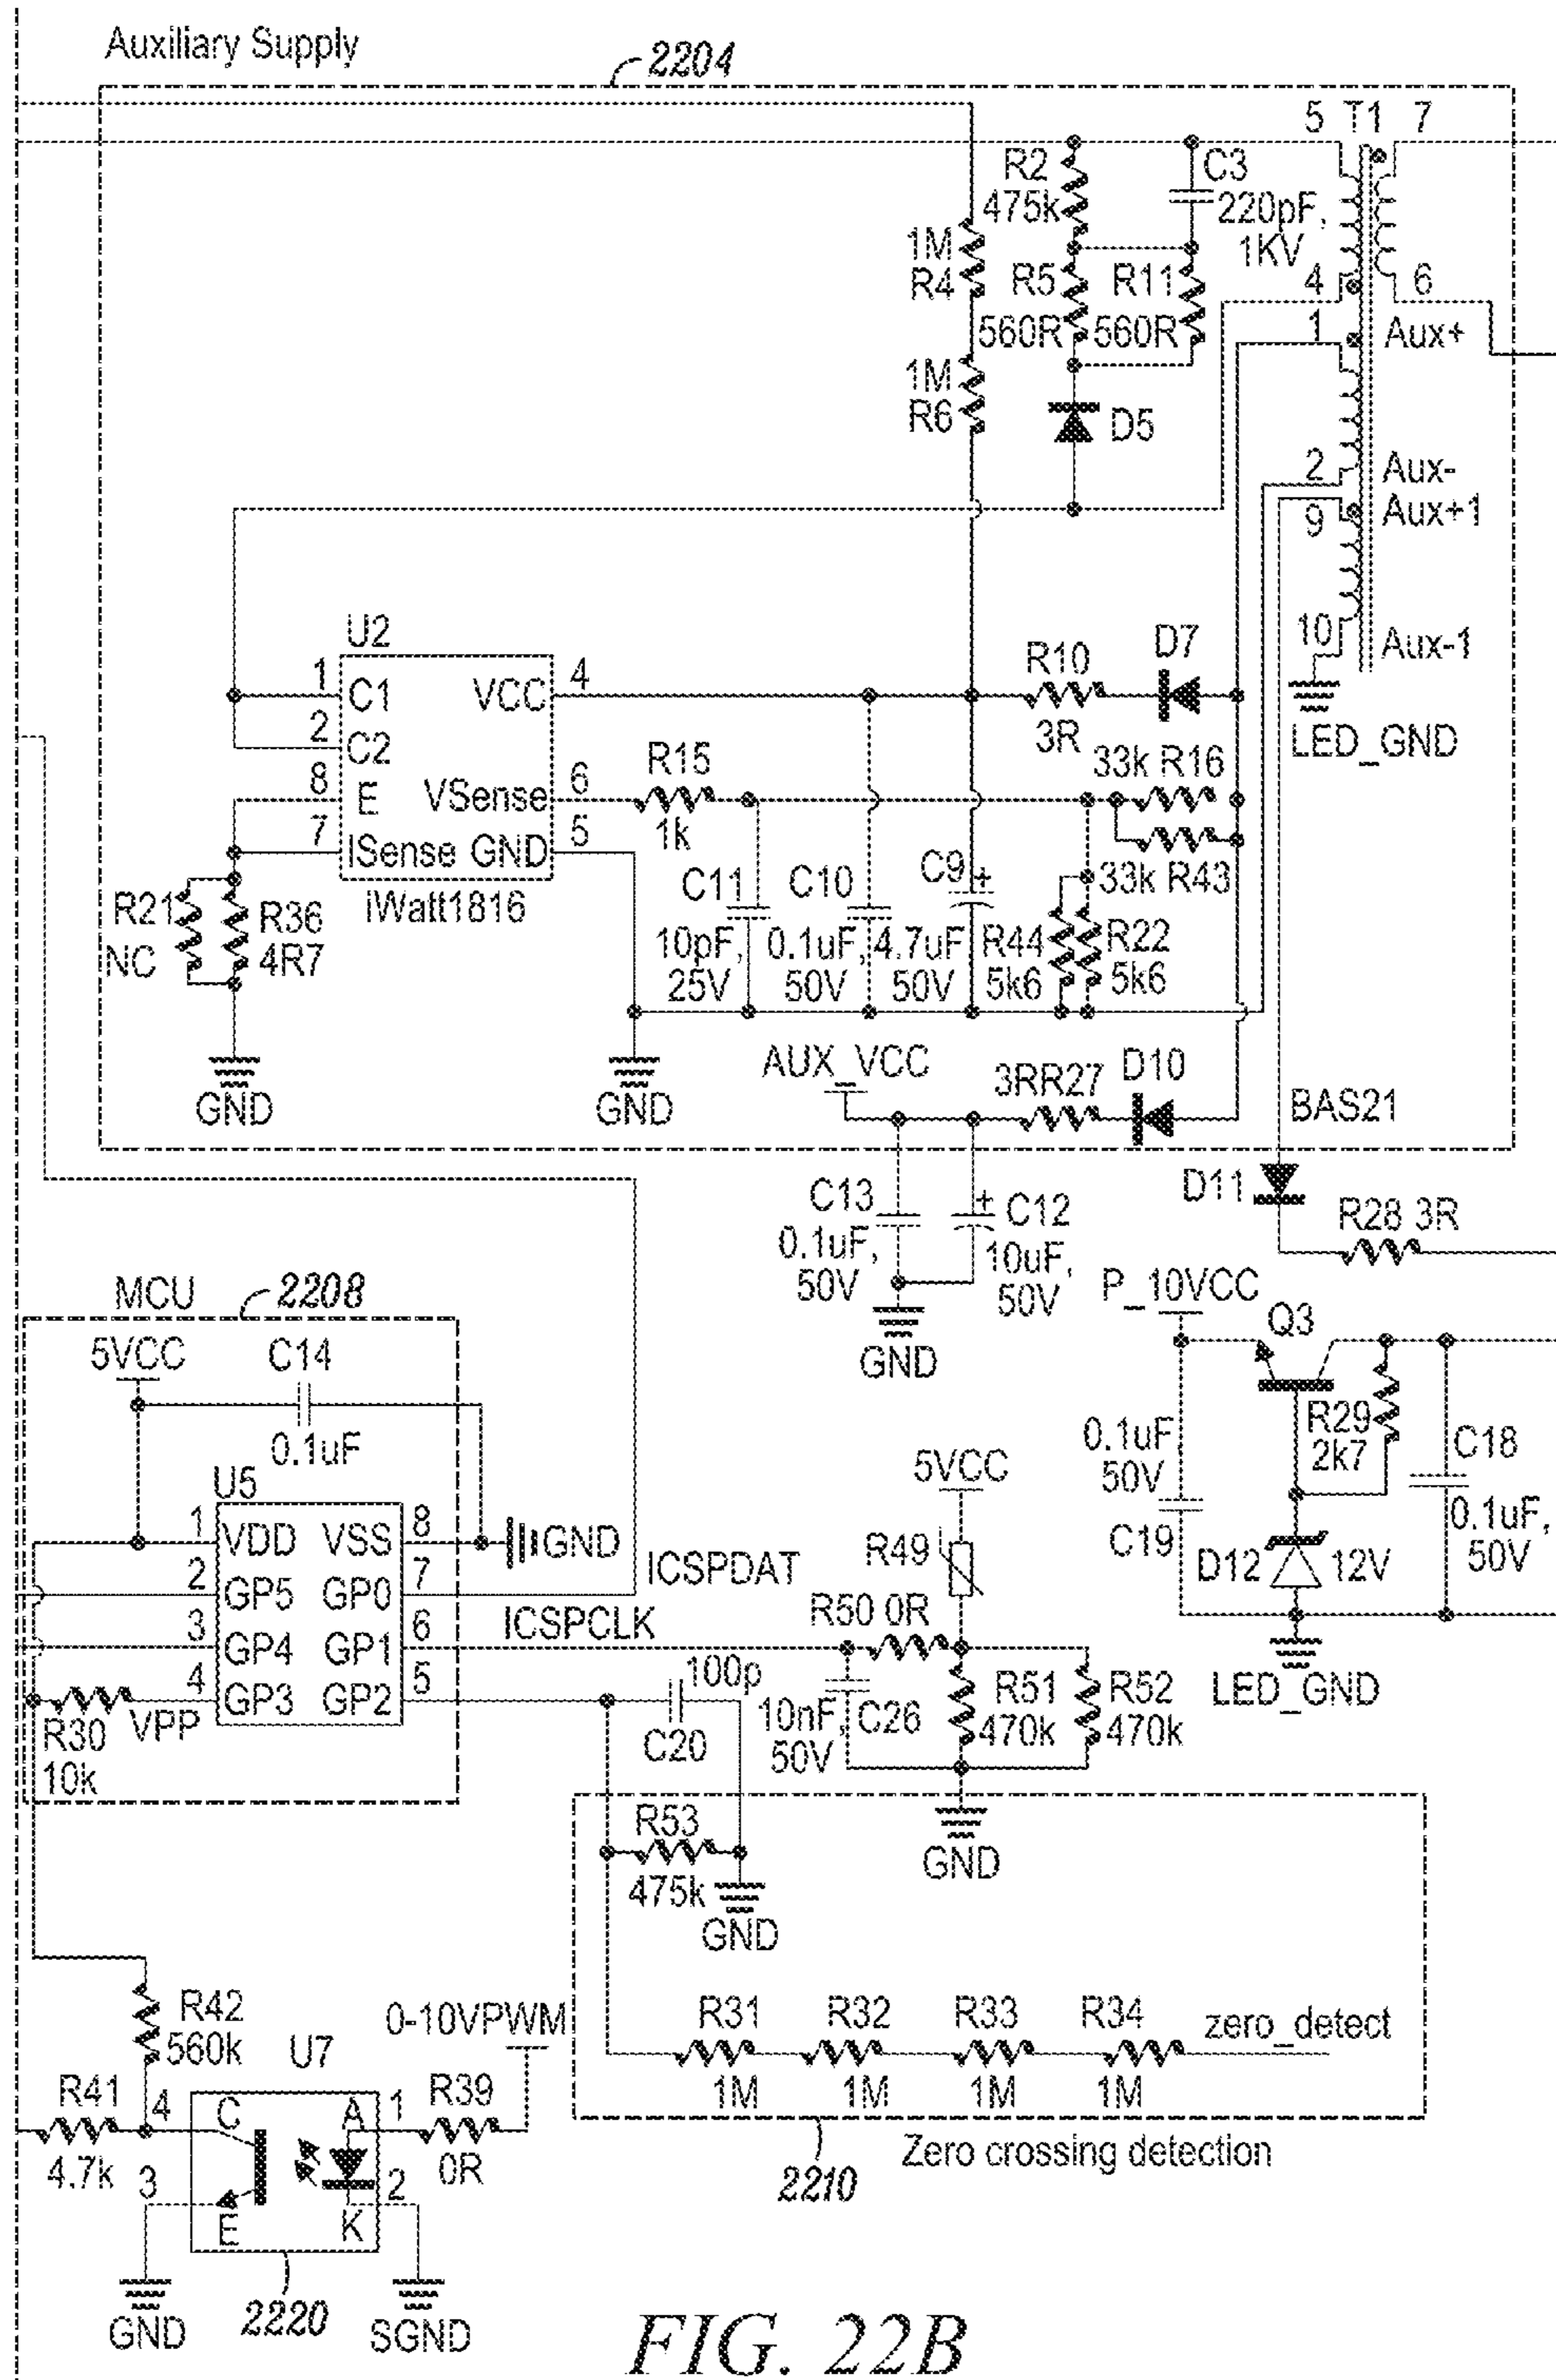 Auxiliary Supply
2204
5 T1 7
R2
475k
C3
220pF,
1KV
1M
R4
R5
560R
R11
560R
4
6
1
Aux+
1M
R6
D5
2
Aux-
9
Aux+1
10
Aux-1
LED_GND
U2
1
C1
VCC
4
2
C2
8
E
VSense
6
7
ISense GND
5
iWatt1816
R10
3R
D7
R15
1k
33k R16
33k R43
R21
NC
R36
4R7
C11
10pF,
25V
C10
0.1uF,
50V
C9
+
4.7uF
50V
R44
5k6
R22
5k6
GND
GND
AUX_VCC
3RR27
D10
BAS21
D11
R28 3R
C13
0.1uF,
50V
+
C12
10uF,
50V
GND
MCU
2208
5VCC
C14
0.1uF
U5
1
VDD VSS
8
GND
2
GP5 GP0
7
ICSPDAT
3
GP4 GP1
6
ICSPCLK
4
GP3 GP2
5
R30
10k
VPP
P_10VCC
Q3
R29
2k7
0.1uF
50V
C19
C18
0.1uF,
50V
D12
12V
LED_GND
5VCC
R49
R50 0R
100p
C20
10nF,
50V
C26
R51
470k
R52
470k
GND
R53
475k
GND
R31
1M
R32
1M
R33
1M
R34
1M
zero_detect
2210
Zero crossing detection
R42
560k
U7
0-10VPWM
R41
4.7k
4
C
A
1
R39
0R
3
E
K
2
GND
2220
SGND
FIG. 22B